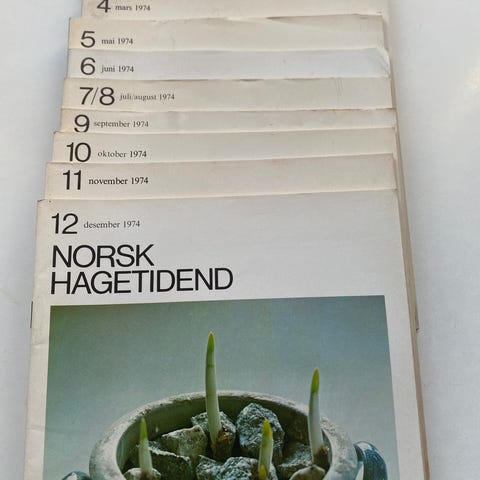 4 mars 1974
5 mai 1974
6 juni 1974
7/8 juli/august 1974
9 september 1974
10 oktober 1974
11 november 1974
12 desember 1974
NORSK
HAGETIDEND